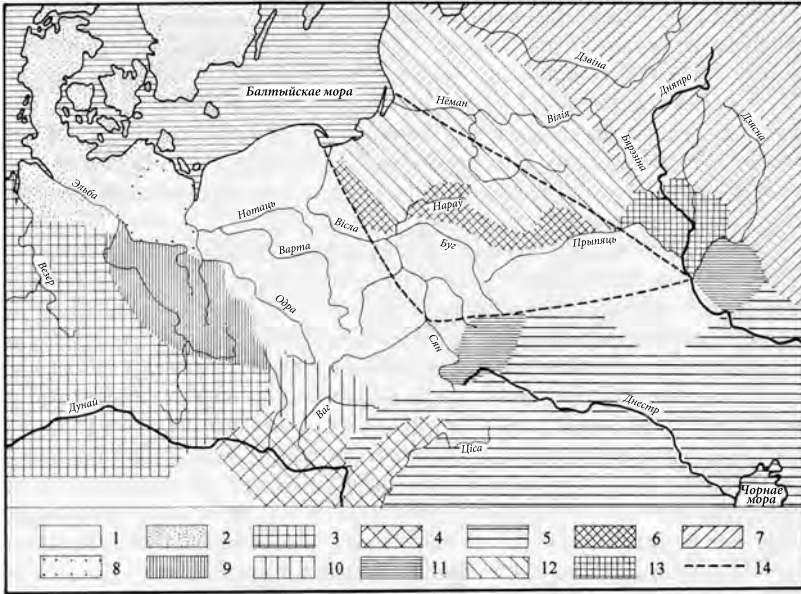 Балтыйскае мора
Дзвіна
Дняпро
Дзясна
Нёман
Вілія
Бярэзіна
Эльба
Нотаць
Вісла
Нараў
Варта
Буг
Прыпяць
Везер
Одра
Сян
Дунай
Ваг
Днестр
Ціса
Чорнае
мора
1 2 3 4 5 6 7
8 9 10 11 12 13 14